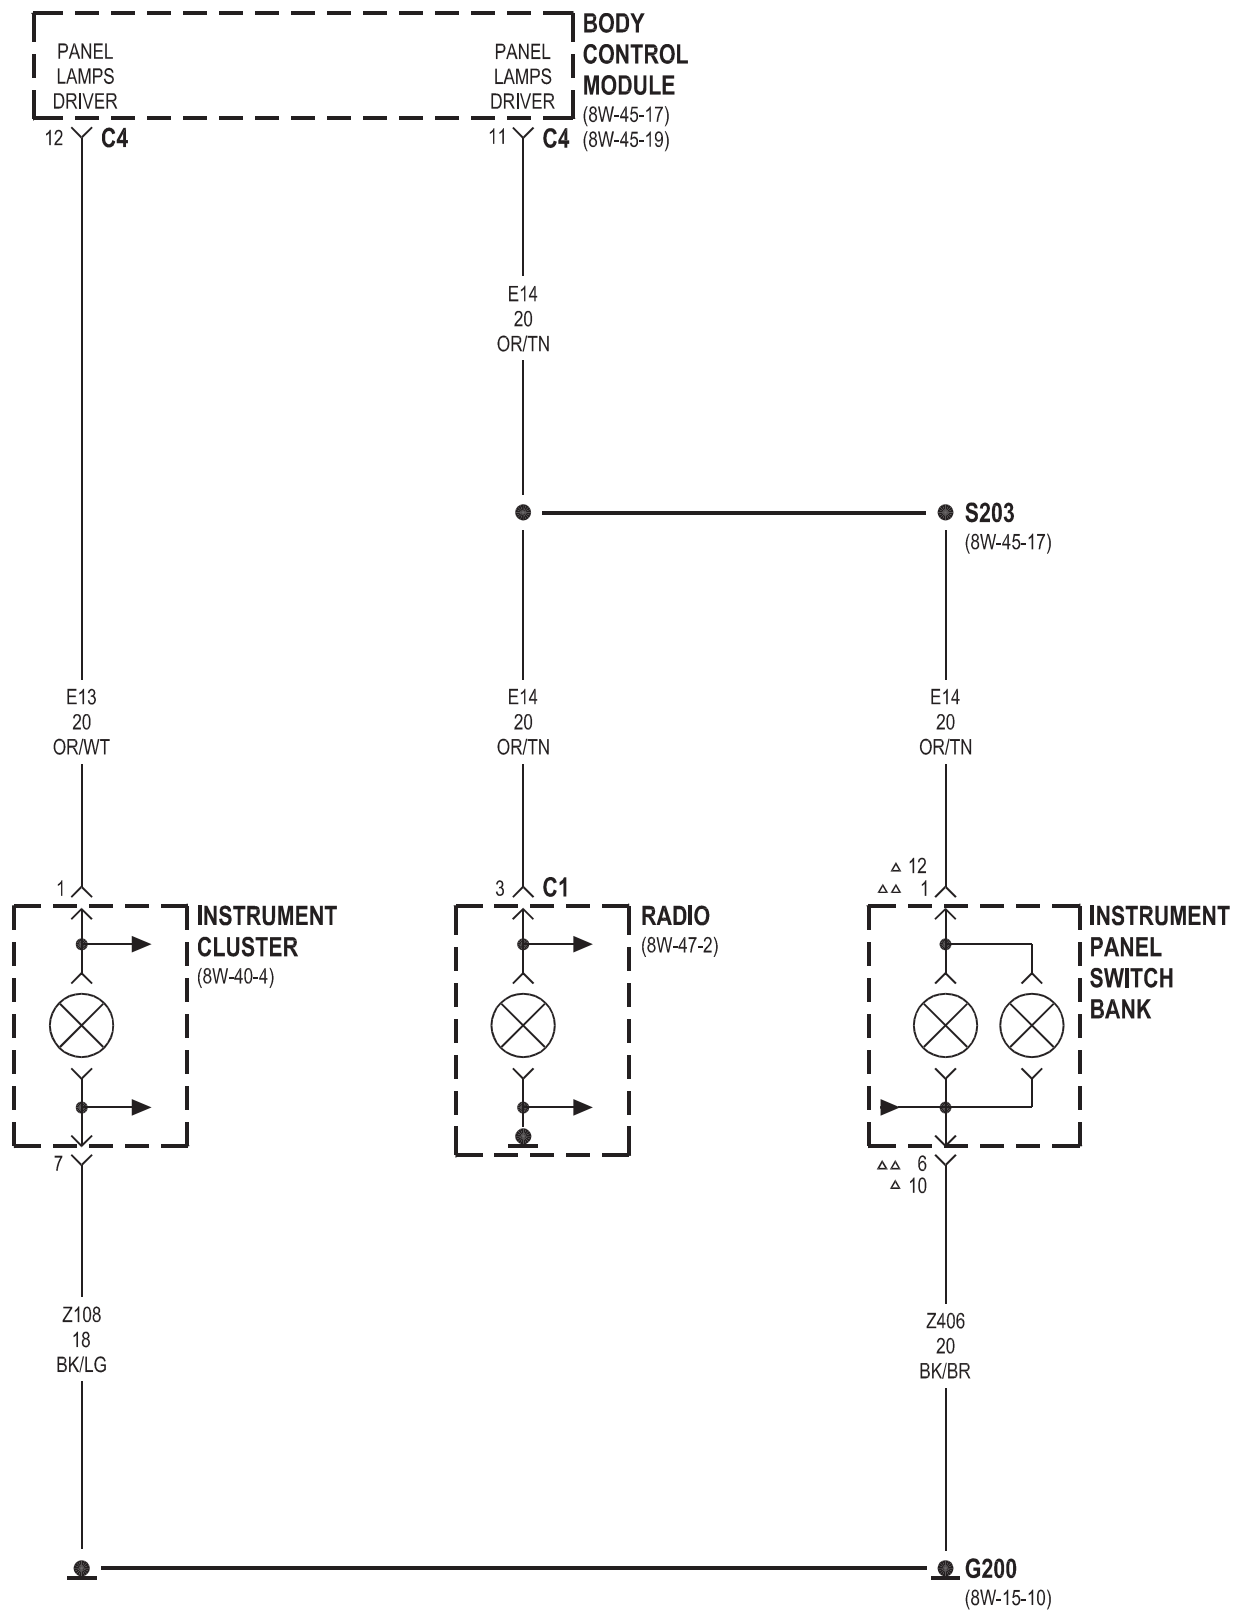 BODY
CONTROL
MODULE
(8W-45-17)
(8W-45-19)
PANEL
LAMPS
DRIVER
PANEL
LAMPS
DRIVER
12 C4
11 C4
E14
20
OR/TN
S203
(8W-45-17)
E13
20
OR/WT
E14
20
OR/TN
E14
20
OR/TN
1
3 C1
△ 12
△△ 1
INSTRUMENT
CLUSTER
(8W-40-4)
RADIO
(8W-47-2)
INSTRUMENT
PANEL
SWITCH
BANK
7
△△ 6
△ 10
Z108
18
BK/LG
Z406
20
BK/BR
G200
(8W-15-10)